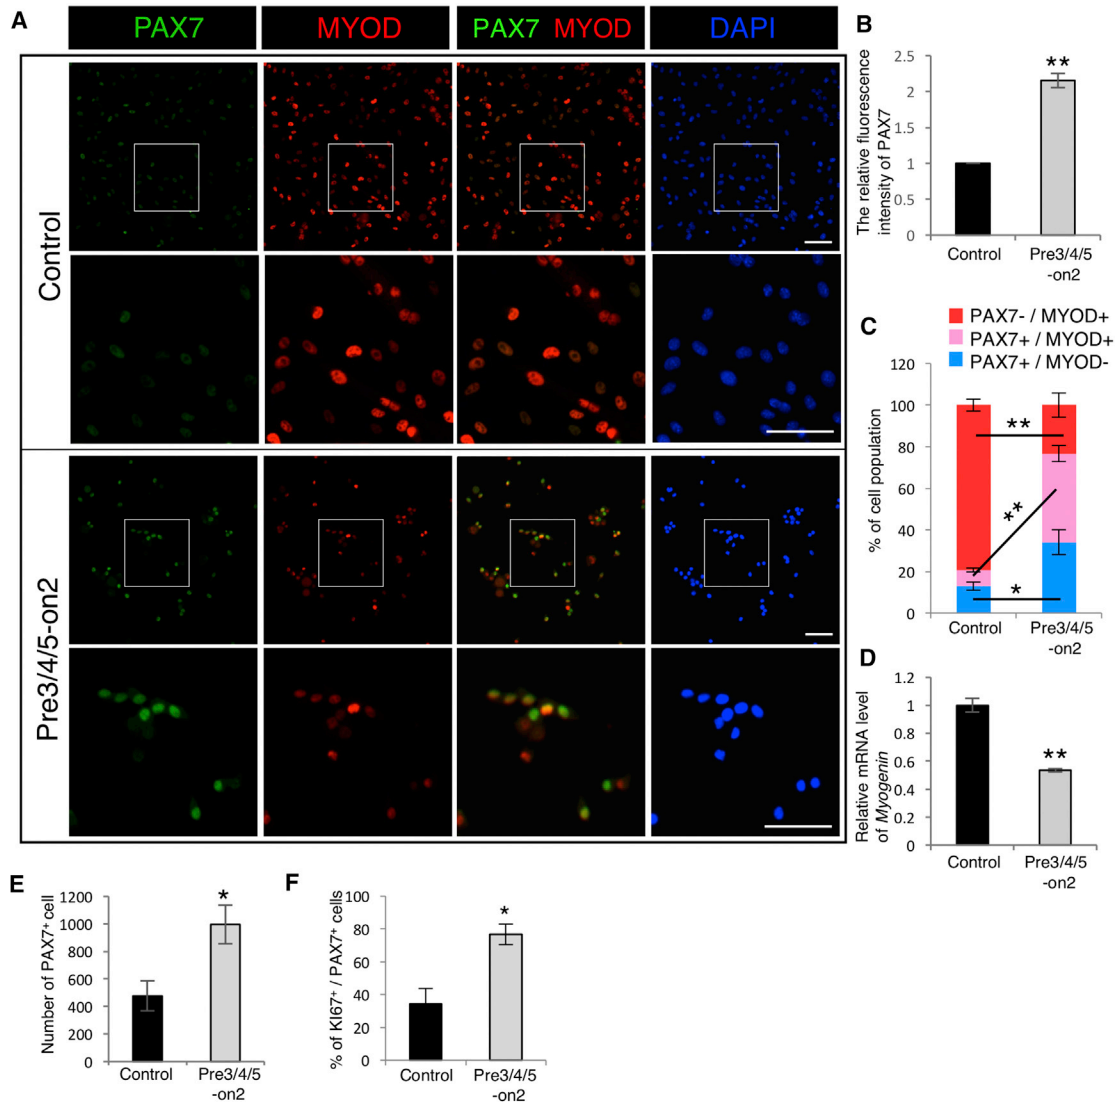 A
PAX7
MYOD
PAX7 MYOD
DAPI
Control
Pre3/4/5-on2
B
The relative fluorescence
intensity of PAX7
2.5
2
1.5
1
0.5
0
**
Control
Pre3/4/5
-on2
C
PAX7- / MYOD+
PAX7+ / MYOD+
PAX7+ / MYOD-
% of cell population
120
100
80
60
40
20
0
**
**
*
Control
Pre3/4/5
-on2
D
Relative mRNA level
of Myogenin
1.2
1
0.8
0.6
0.4
0.2
0
**
Control
Pre3/4/5
-on2
E
Number of PAX7⁺ cell
1200
1000
800
600
400
200
0
*
Control
Pre3/4/5
-on2
F
% of KI67⁺ / PAX7⁺ cells
100
80
60
40
20
0
*
Control
Pre3/4/5
-on2